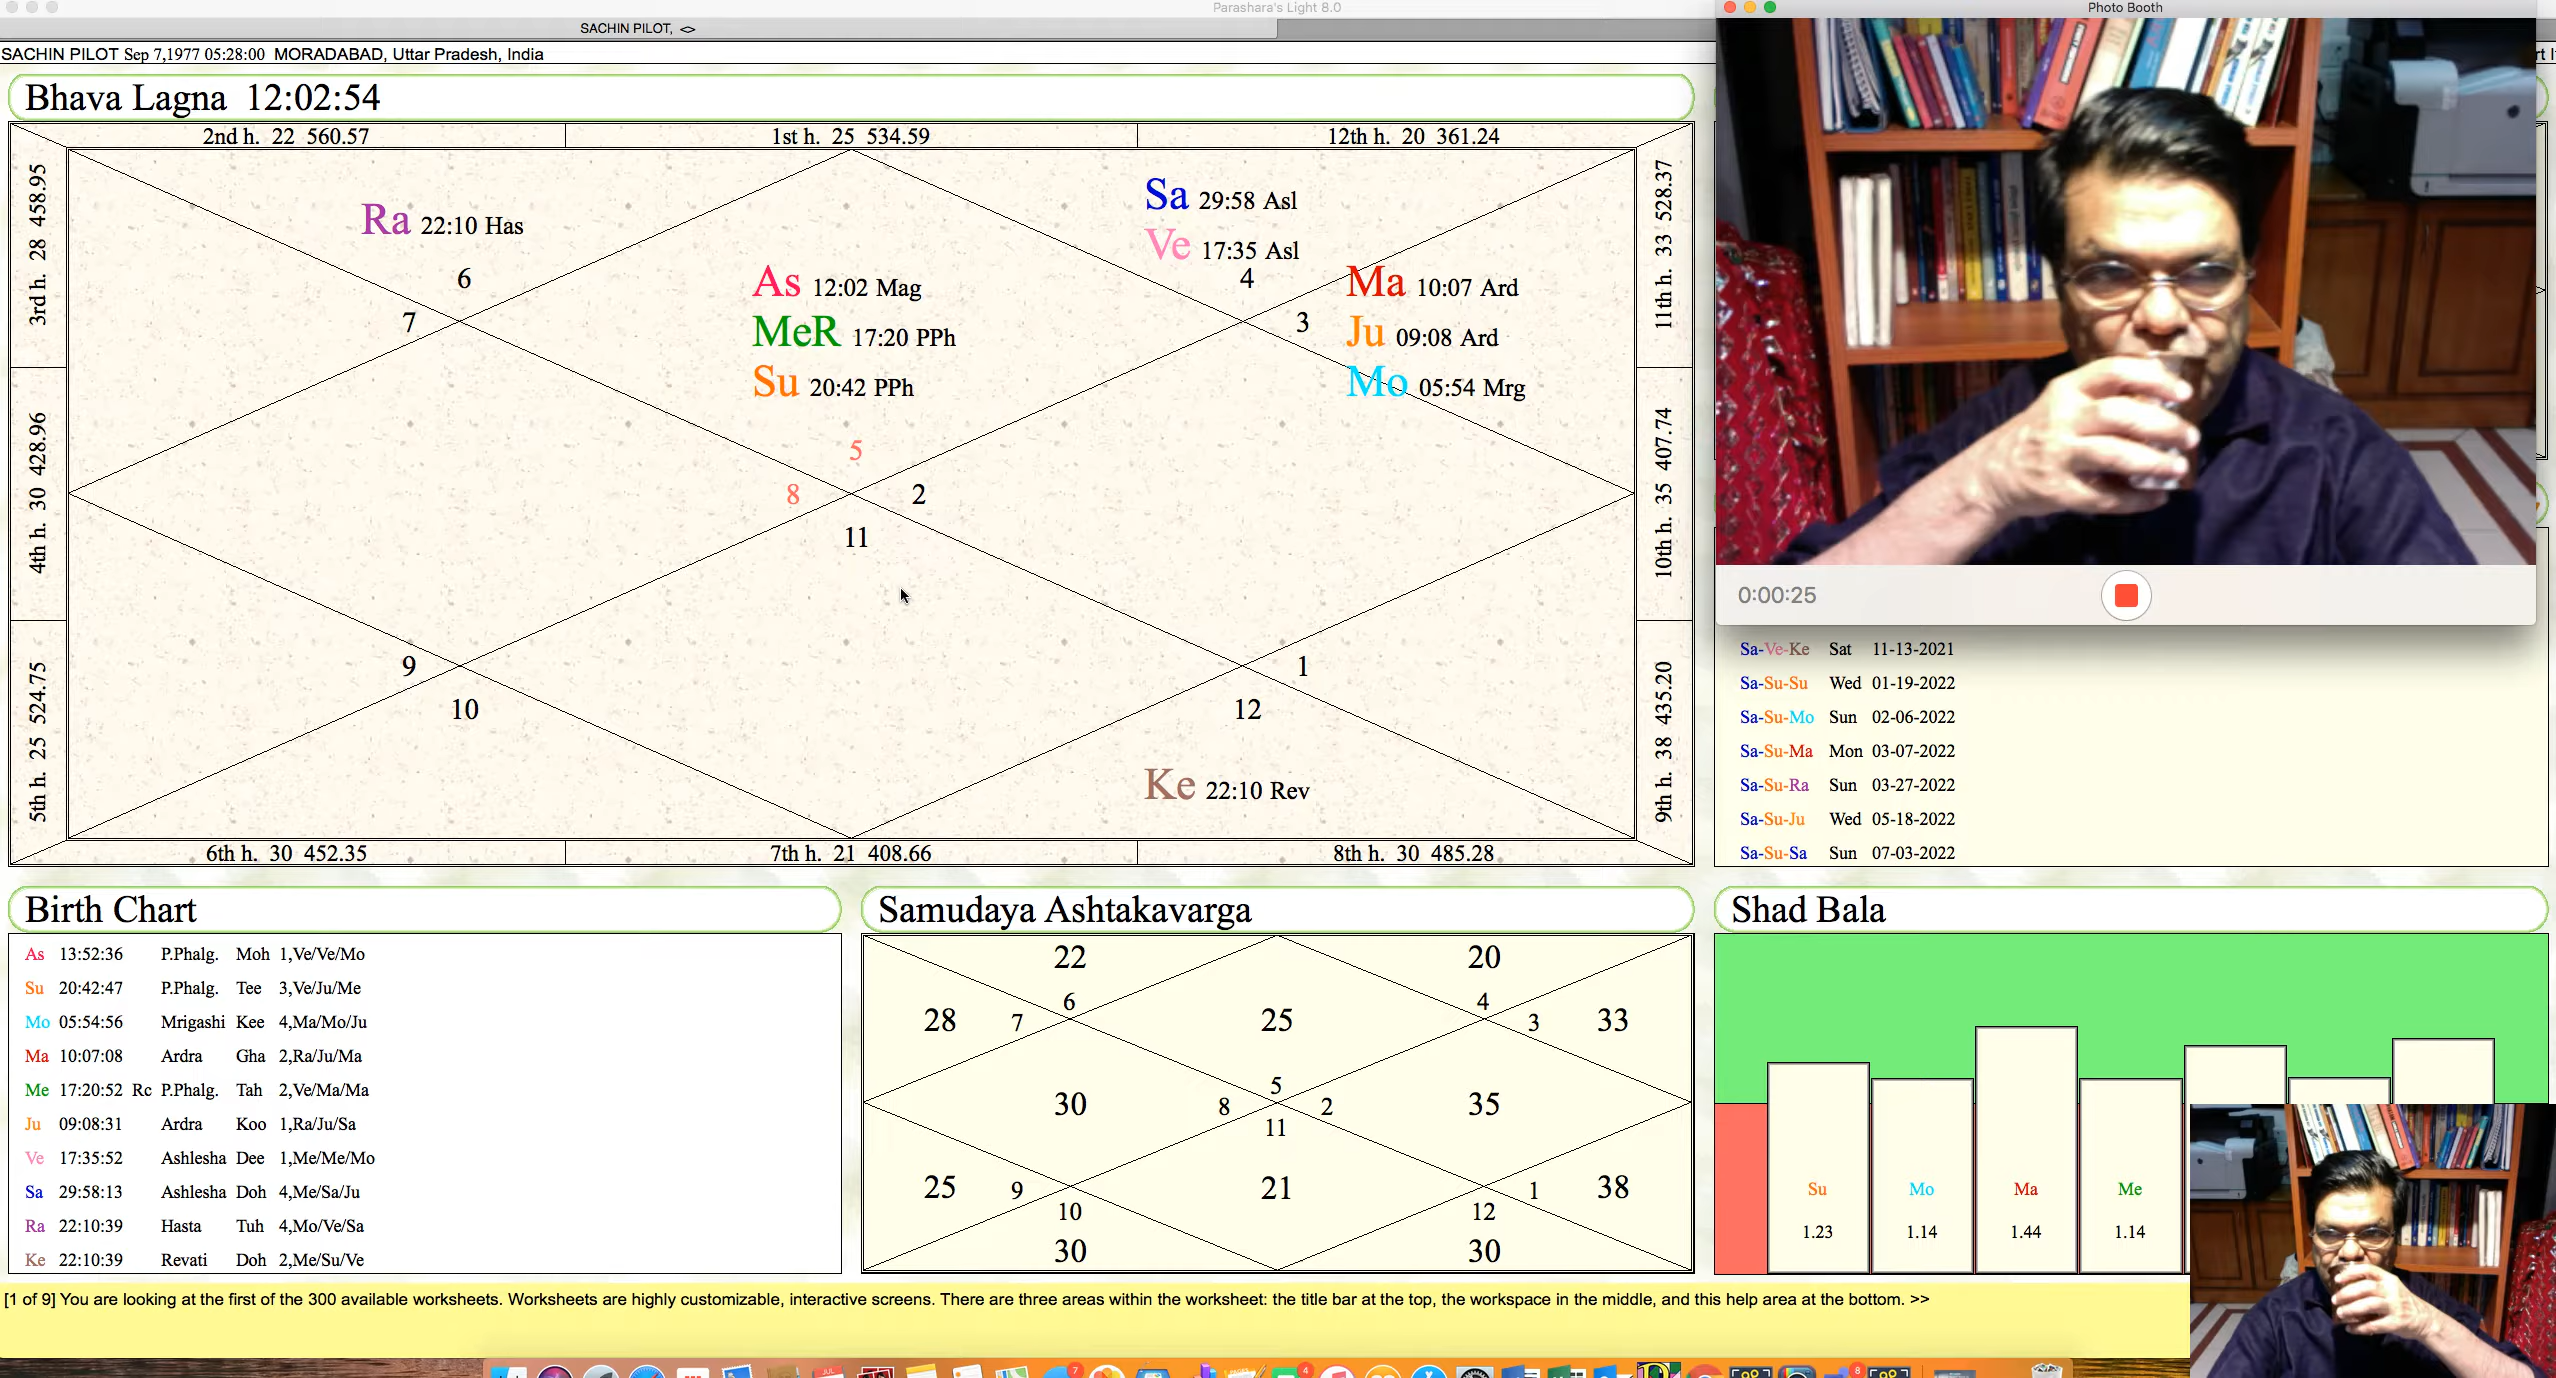 Parashara's Light 8.0
Photo Booth
SACHIN PILOT, <>
SACHIN PILOT Sep 7,1977 05:28:00 MORADABAD, Uttar Pradesh, India
Bhava Lagna 12:02:54
2nd h. 22 560.57
1st h. 25 534.59
12th h. 20 361.24
3rd h. 28 458.95
11th h. 33 528.37
Sa 29:58 Asl
Ra 22:10 Has
Ve 17:35 Asl
6
4
As 12:02 Mag
Ma 10:07 Ard
7
3
MeR 17:20 PPh
Ju 09:08 Ard
Su 20:42 PPh
Mo 05:54 Mrg
4th h. 30 428.96
10th h. 35 407.74
5
8
2
11
0:00:25
9
1
10
12
5th h. 25 524.75
9th h. 38 435.20
Ke 22:10 Rev
6th h. 30 452.35
7th h. 21 408.66
8th h. 30 485.28
Sa-Ve-Ke Sat 11-13-2021
Sa-Su-Su Wed 01-19-2022
Sa-Su-Mo Sun 02-06-2022
Sa-Su-Ma Mon 03-07-2022
Sa-Su-Ra Sun 03-27-2022
Sa-Su-Ju Wed 05-18-2022
Sa-Su-Sa Sun 07-03-2022
Birth Chart
As 13:52:36 P.Phalg. Moh 1,Ve/Ve/Mo
Su 20:42:47 P.Phalg. Tee 3,Ve/Ju/Me
Mo 05:54:56 Mrigashi Kee 4,Ma/Mo/Ju
Ma 10:07:08 Ardra Gha 2,Ra/Ju/Ma
Me 17:20:52 Rc P.Phalg. Tah 2,Ve/Ma/Ma
Ju 09:08:31 Ardra Koo 1,Ra/Ju/Sa
Ve 17:35:52 Ashlesha Dee 1,Me/Me/Mo
Sa 29:58:13 Ashlesha Doh 4,Me/Sa/Ju
Ra 22:10:39 Hasta Tuh 4,Mo/Ve/Sa
Ke 22:10:39 Revati Doh 2,Me/Su/Ve
Samudaya Ashtakavarga
22
20
6
4
28
7
25
3
33
30
5
8
2
11
35
25
9
21
1
38
10
12
30
30
Shad Bala
Su
Mo
Ma
Me
1.23
1.14
1.44
1.14
[1 of 9] You are looking at the first of the 300 available worksheets. Worksheets are highly customizable, interactive screens. There are three areas within the worksheet: the title bar at the top, the workspace in the middle, and this help area at the bottom. >>